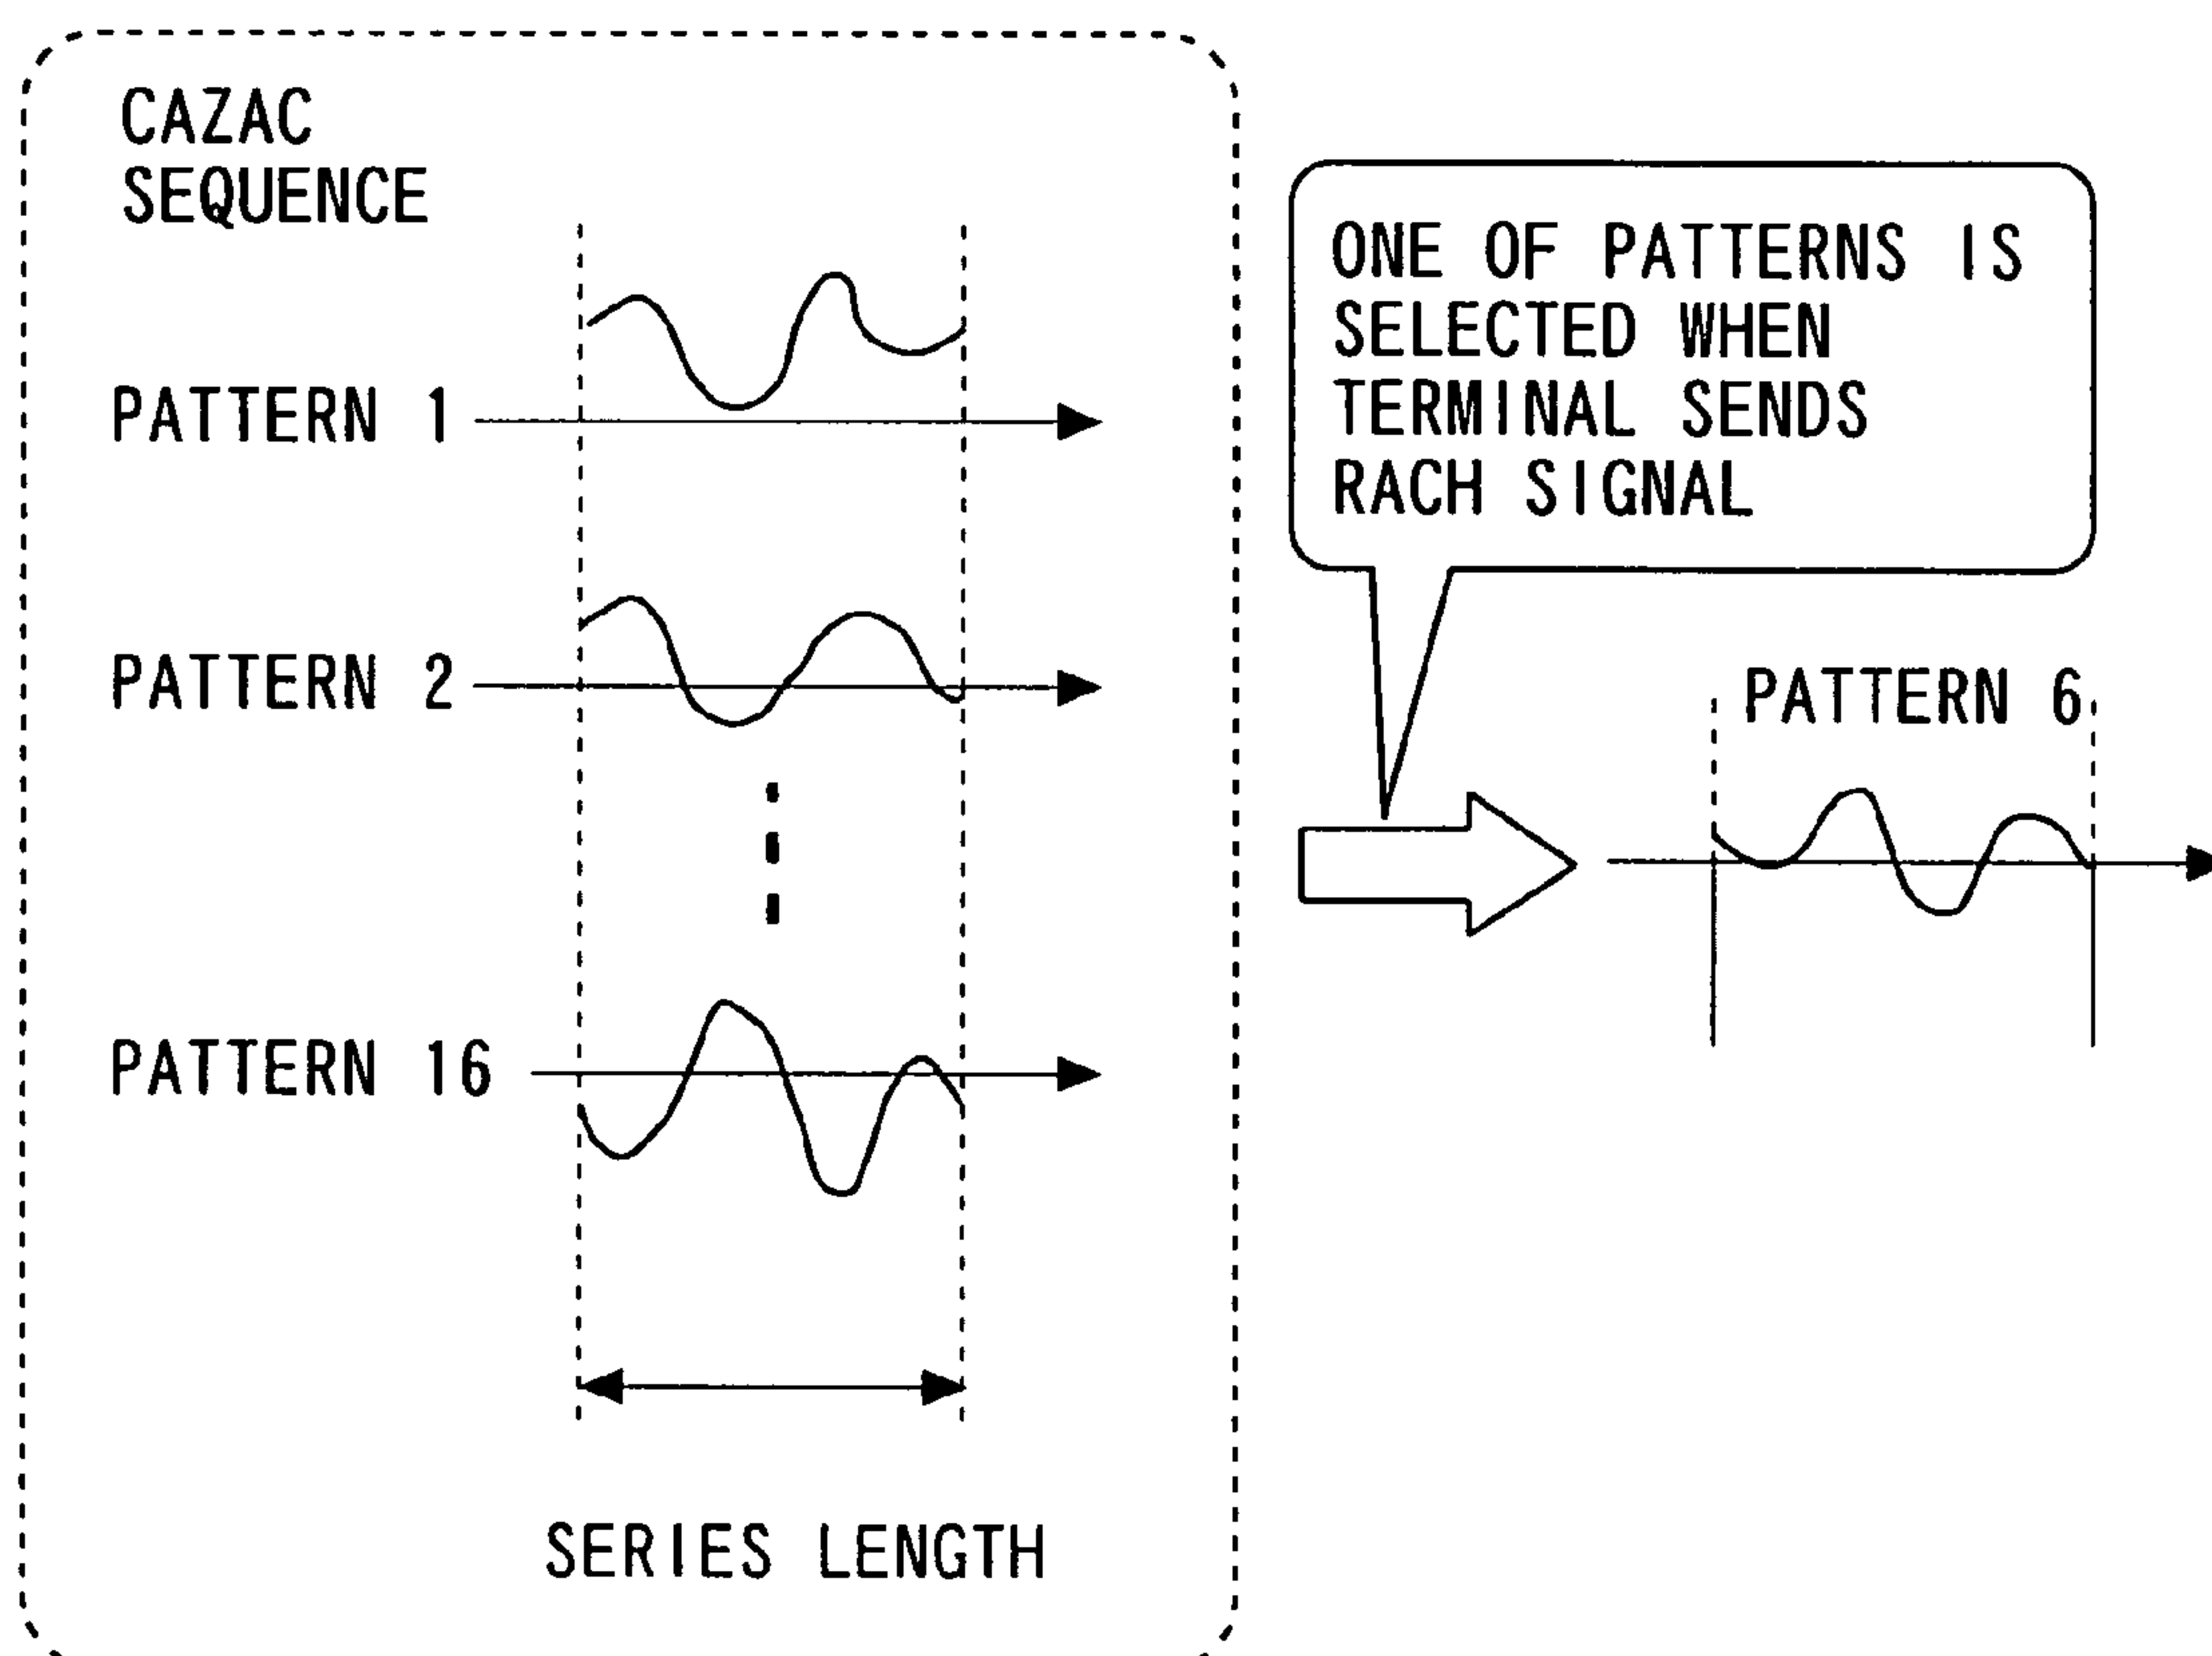 CAZAC
SEQUENCE
PATTERN 1
PATTERN 2
PATTERN 16
SERIES LENGTH
ONE OF PATTERNS IS
SELECTED WHEN
TERMINAL SENDS
RACH SIGNAL
PATTERN 6